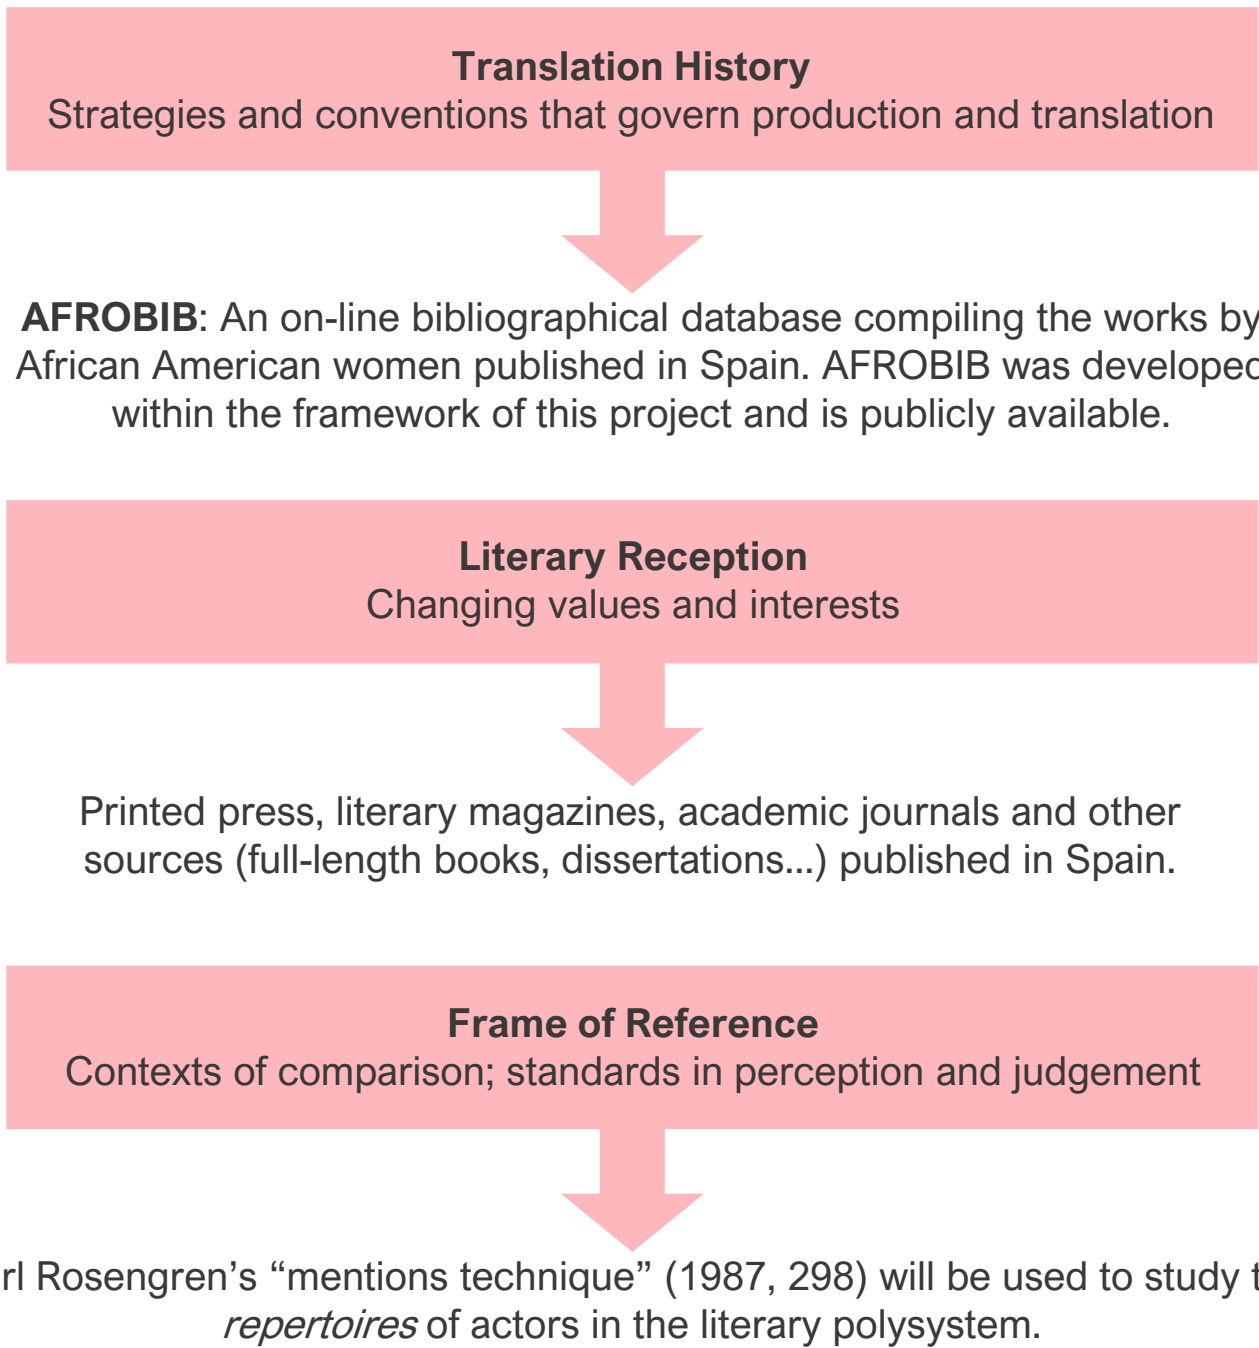 Translation History
Strategies and conventions that govern production and translation
AFROBIB: An on-line bibliographical database compiling the works by
African American women published in Spain. AFROBIB was developed
within the framework of this project and is publicly available.
Literary Reception
Changing values and interests
Printed press, literary magazines, academic journals and other
sources (full-length books, dissertations...) published in Spain.
Frame of Reference
Contexts of comparison; standards in perception and judgement
rl Rosengren’s “mentions technique” (1987, 298) will be used to study t
repertoires of actors in the literary polysystem.